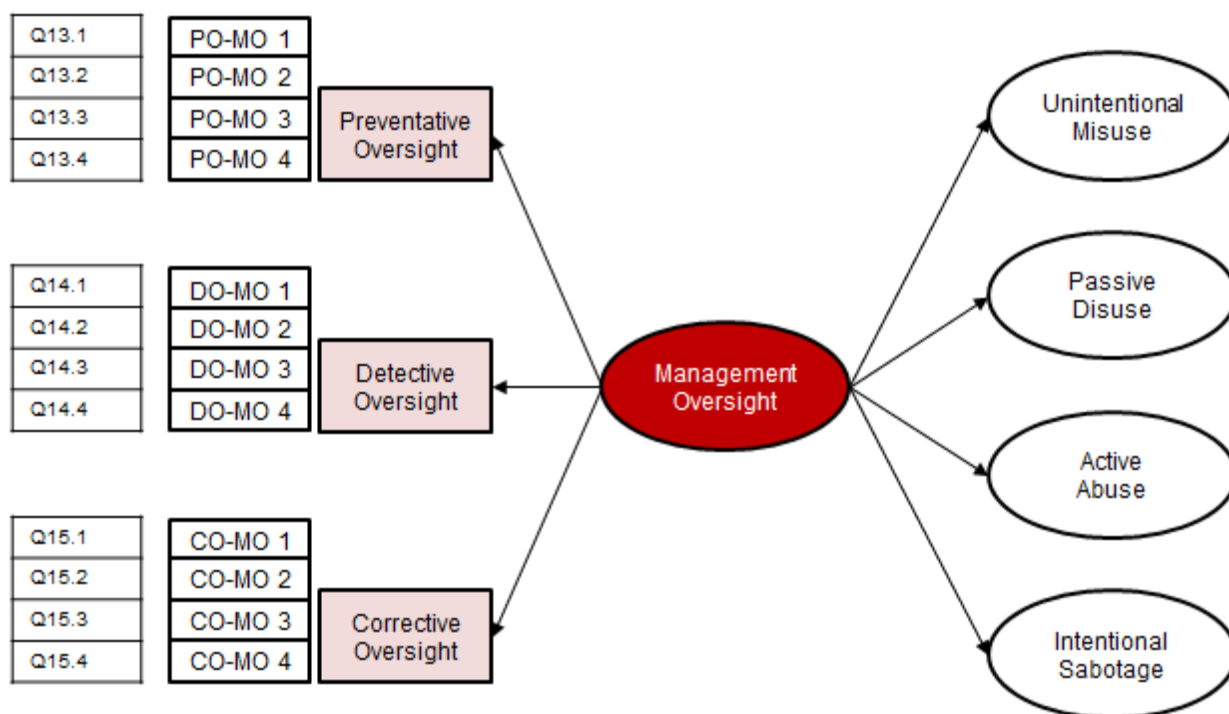 Q13.1
Q13.2
Q13.3
Q13.4
PO-MO 1
PO-MO 2
PO-MO 3
PO-MO 4
Preventative
Oversight
Q14.1
Q14.2
Q14.3
Q14.4
DO-MO 1
DO-MO 2
DO-MO 3
DO-MO 4
Detective
Oversight
Q15.1
Q15.2
Q15.3
Q15.4
CO-MO 1
CO-MO 2
CO-MO 3
CO-MO 4
Corrective
Oversight
Management
Oversight
Unintentional
Misuse
Passive
Disuse
Active
Abuse
Intentional
Sabotage